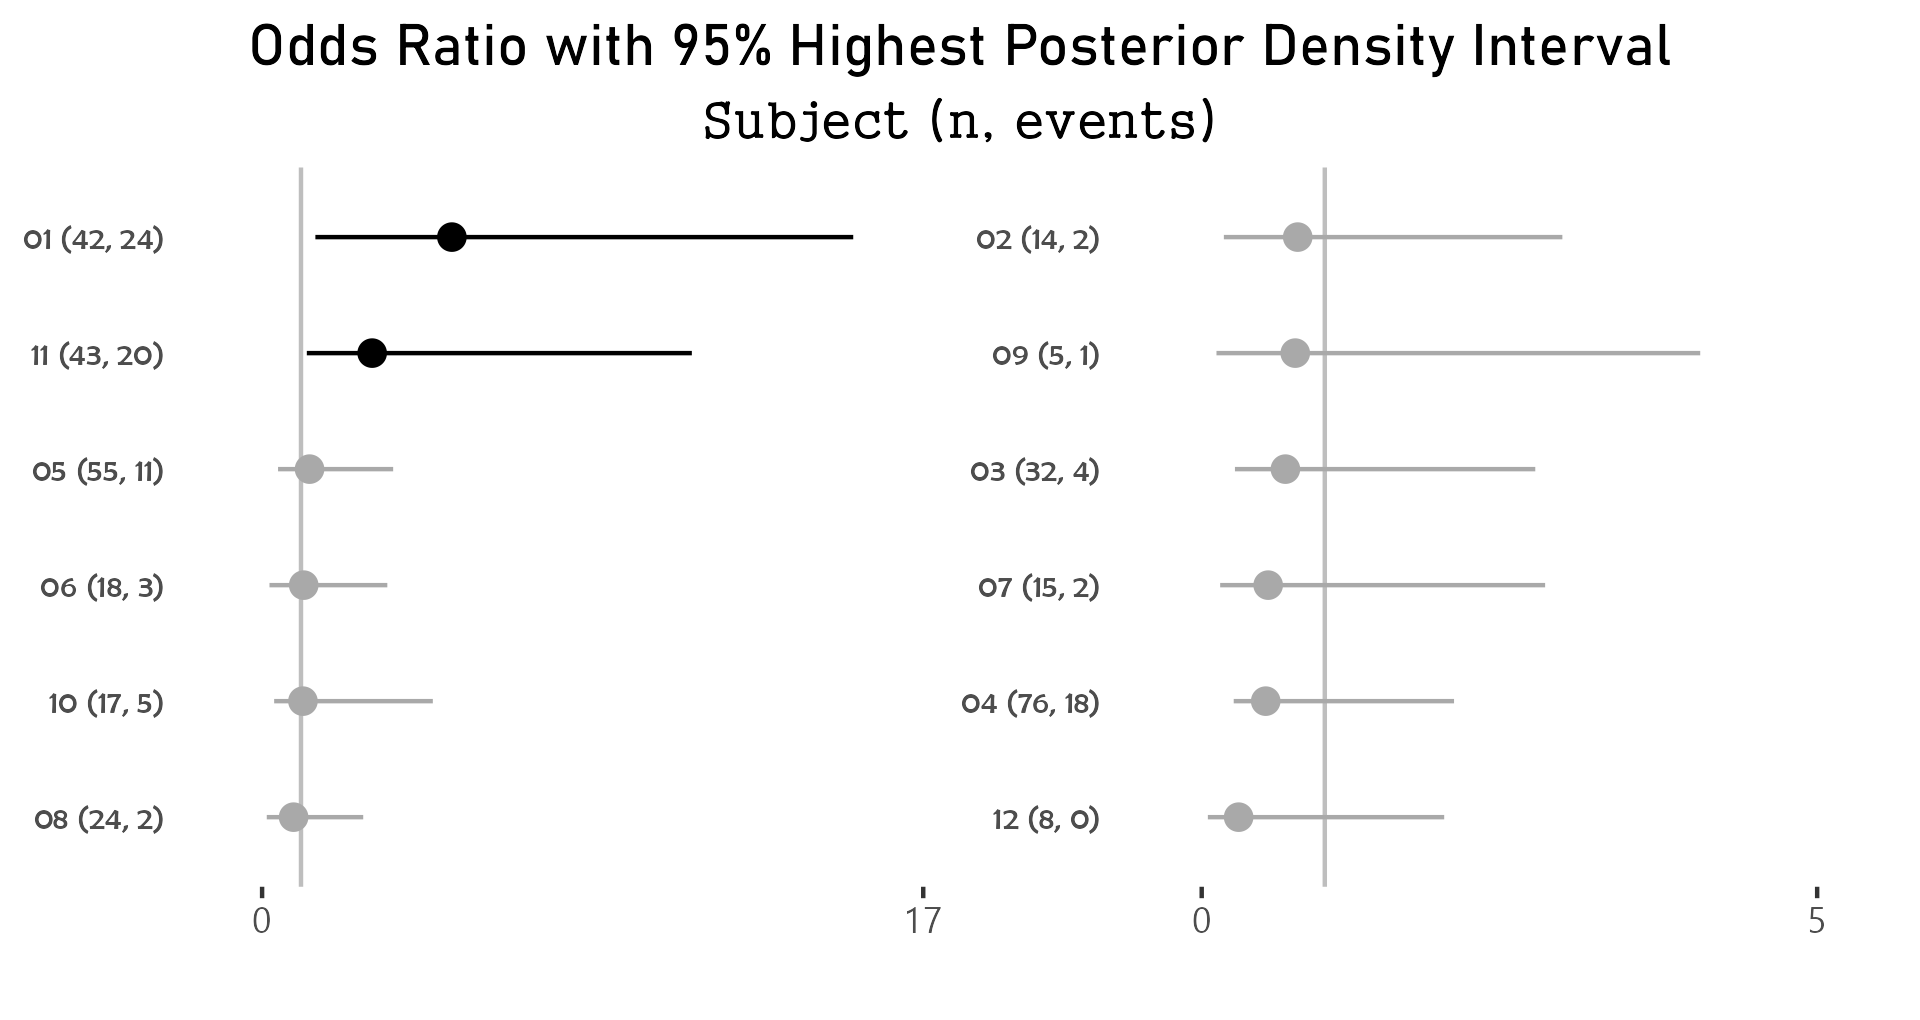 Odds Ratio with 95% Highest Posterior Density Interval
Subject (n, events)
01 (42, 24)
11 (43, 20)
05 (55, 11)
06 (18, 3)
10 (17, 5)
08 (24, 2)
0
17
02 (14, 2)
09 (5, 1)
03 (32, 4)
07 (15, 2)
04 (76, 18)
12 (8, 0)
0
5